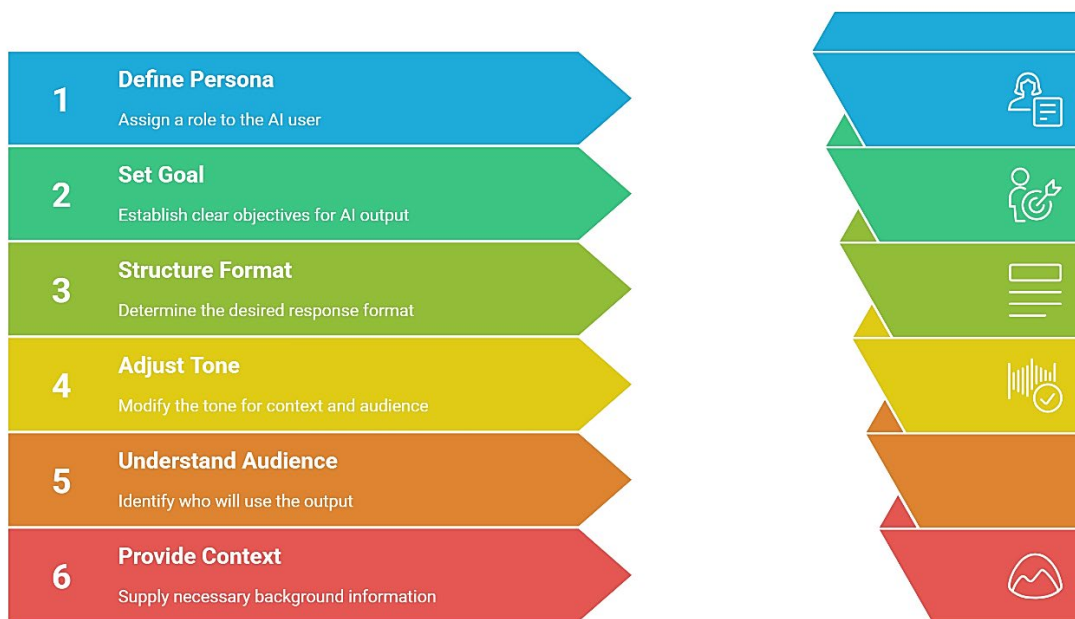 1
Define Persona
Assign a role to the AI user
2
Set Goal
Establish clear objectives for AI output
3
Structure Format
Determine the desired response format
4
Adjust Tone
Modify the tone for context and audience
5
Understand Audience
Identify who will use the output
6
Provide Context
Supply necessary background information